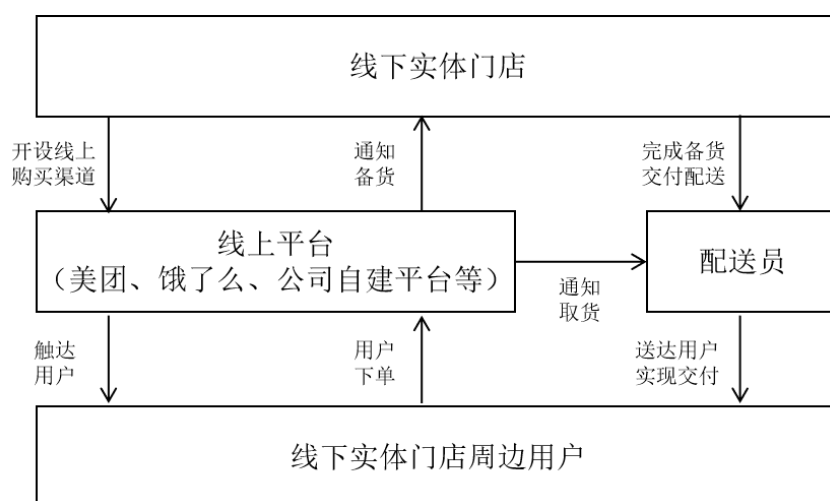 线下实体门店
开设线上
购买渠道
通知
备货
完成备货
交付配送
线上平台
（美团、饿了么、公司自建平台等）
配送员
通知
取货
触达
用户
用户
下单
送达用户
实现交付
线下实体门店周边用户